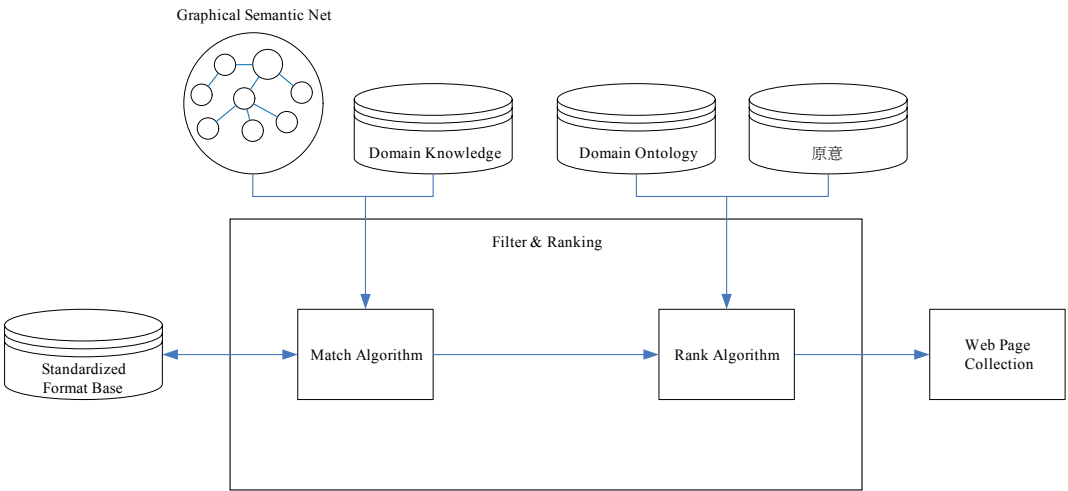 Graphical Semantic Net
Domain Knowledge
Domain Ontology
原意
Filter & Ranking
Standardized
Format Base
Match Algorithm
Rank Algorithm
Web Page
Collection